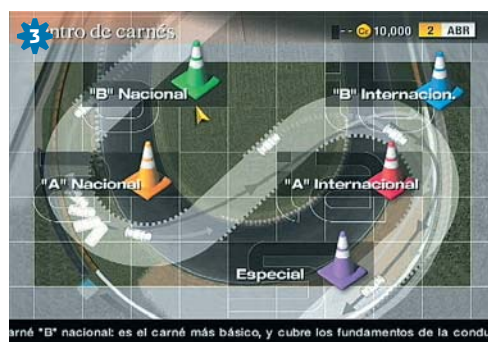 3
ntro de carnés
-- Cr 10,000 2 ABR
"B" Nacional
"B" Internacion.
"A" Nacional
"A" Internacional
Especial
arné "B" nacional: es el carné más básico, y cubre los fundamentos de la condu